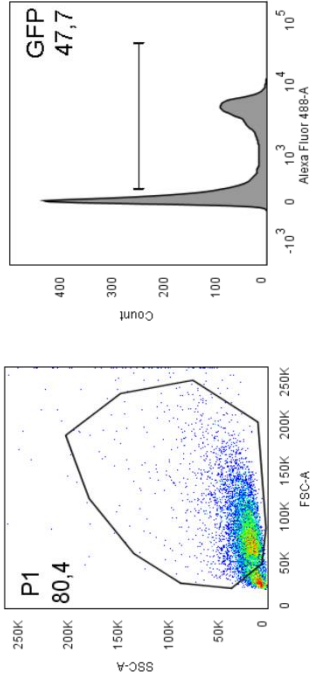 GFP
47,7
400
300
200
100
0
Count
-10^3
0
10^3
10^4
10^5
Alexa Fluor 488-A
P1
80,4
250K
200K
150K
100K
50K
0
SSC-A
0
50K
100K
150K
200K
250K
FSC-A